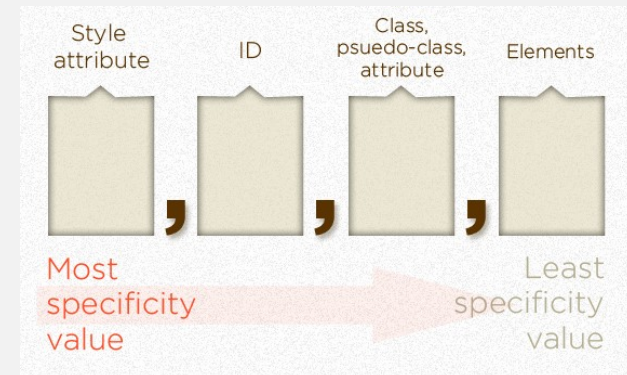 Style
attribute
ID
Class,
psuedo-class,
attribute
Elements
, , ,
Most
specificity
value
Least
specificity
value